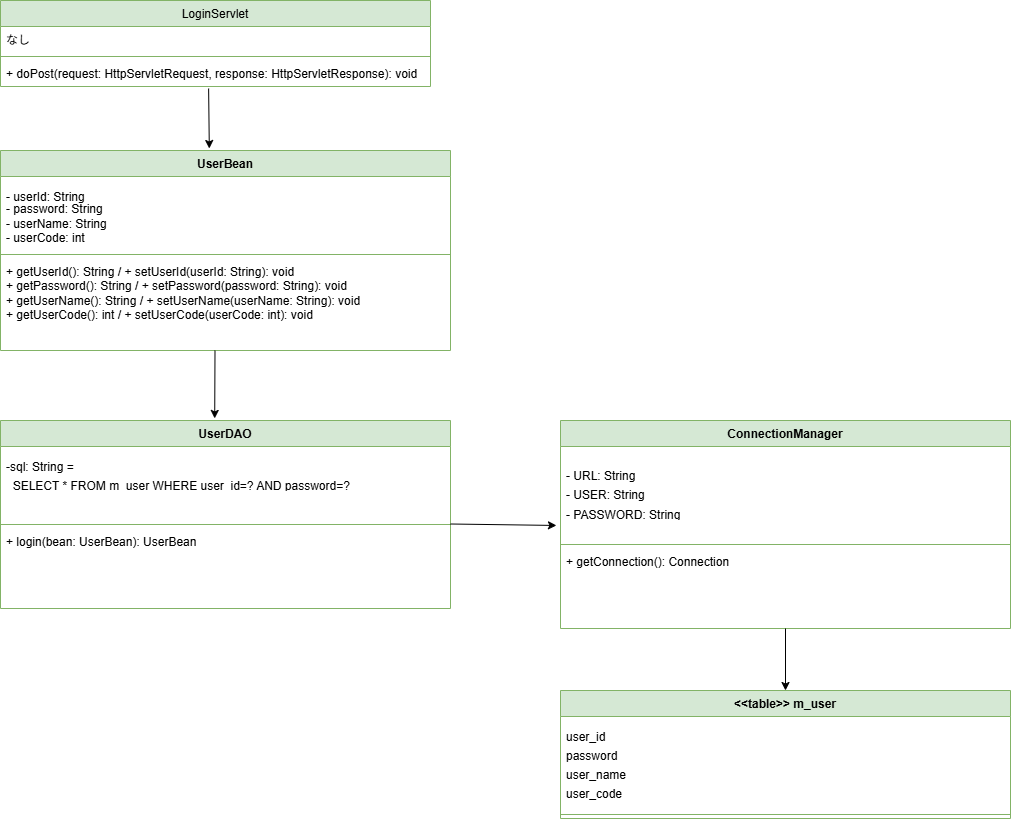 LoginServlet
なし
+ doPost(request: HttpServletRequest, response: HttpServletResponse): void
UserBean
- userId: String
- password: String
- userName: String
- userCode: int
+ getUserId(): String / + setUserId(userId: String): void
+ getPassword(): String / + setPassword(password: String): void
+ getUserName(): String / + setUserName(userName: String): void
+ getUserCode(): int / + setUserCode(userCode: int): void
UserDAO
-sql: String =
SELECT * FROM m_user WHERE user_id=? AND password=?
+ login(bean: UserBean): UserBean
ConnectionManager
- URL: String
- USER: String
- PASSWORD: String
+ getConnection(): Connection
<<table>> m_user
user_id
password
user_name
user_code